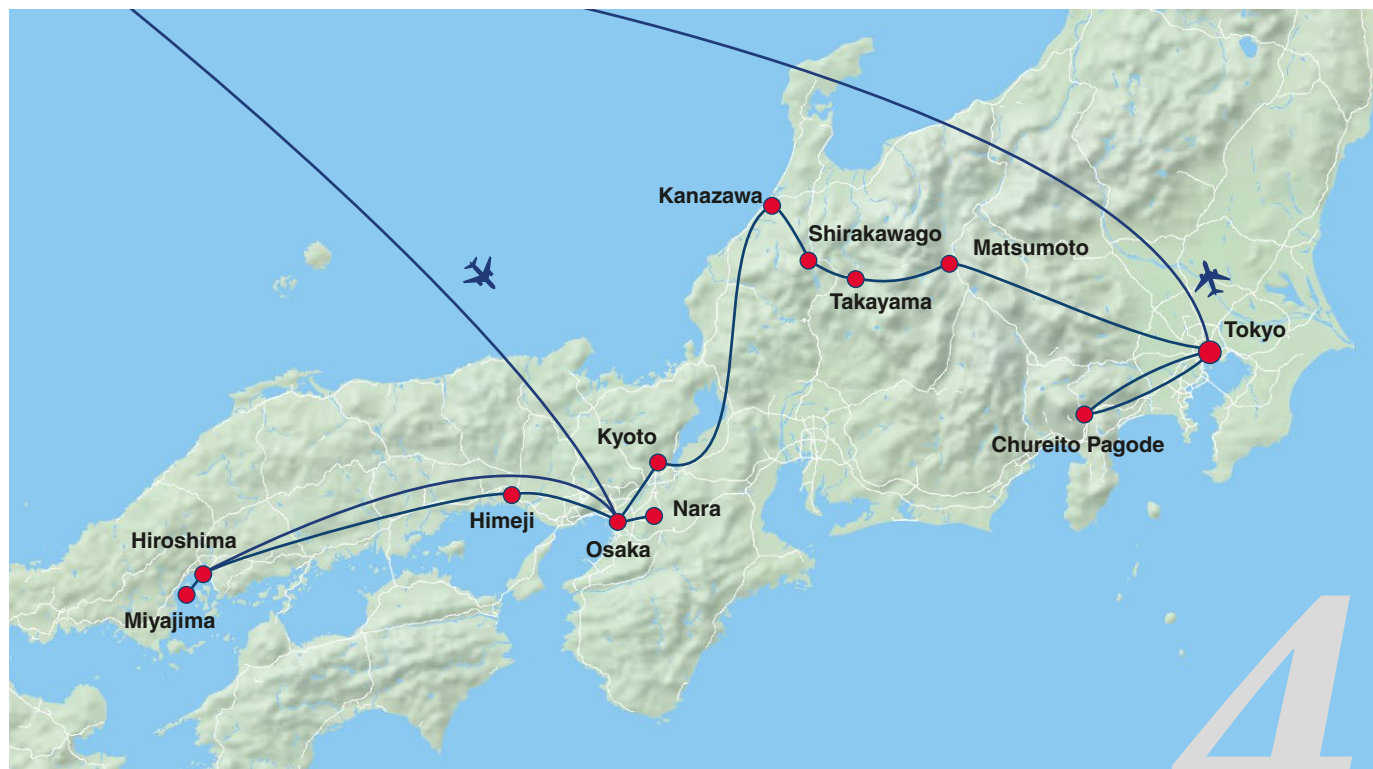 Kanazawa
Shirakawago
Matsumoto
Takayama
Tokyo
Chureito Pagode
Kyoto
Nara
Himeji
Osaka
Hiroshima
Miyajima
4